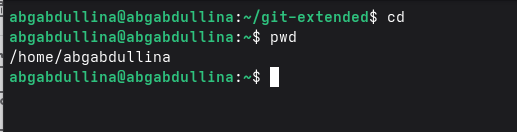 abgabdullina@abgabdullina:~/git-extended$ cd
abgabdullina@abgabdullina:~$ pwd
/home/abgabdullina
abgabdullina@abgabdullina:~$